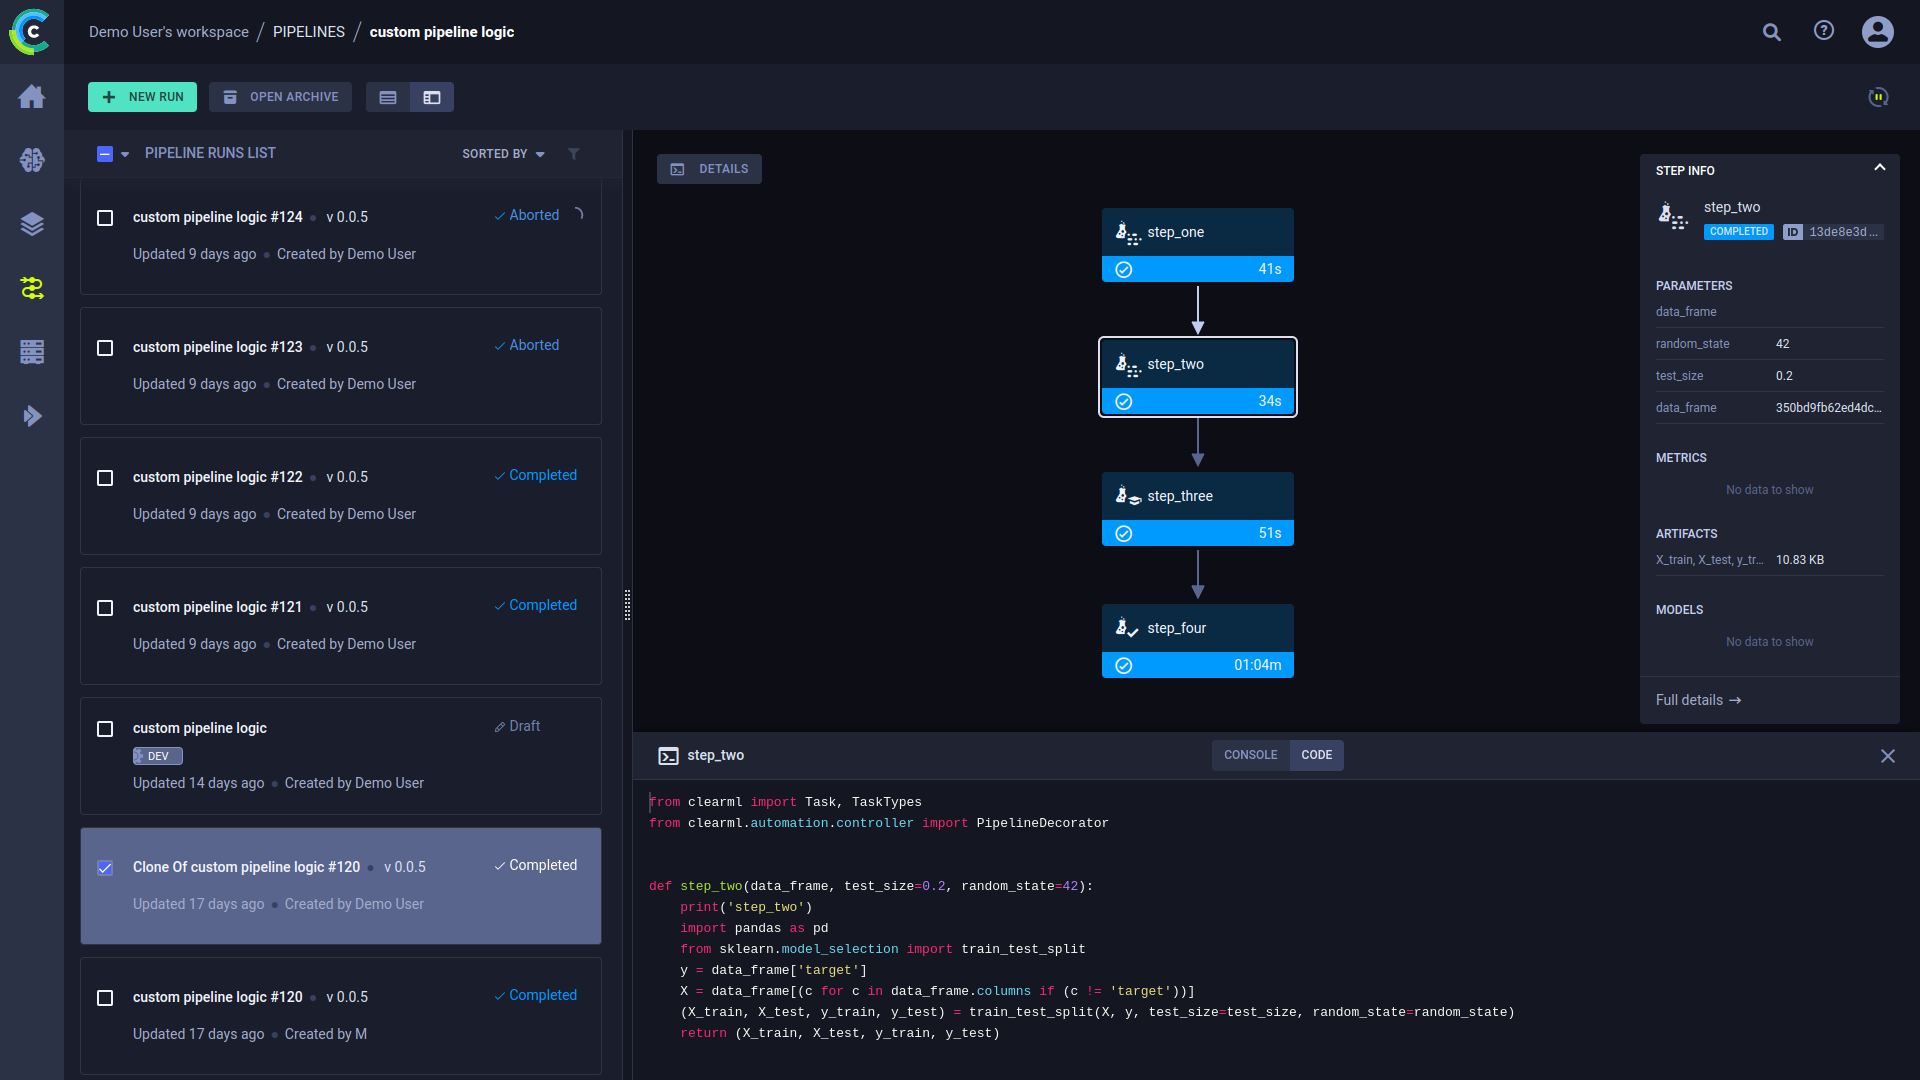 Demo User's workspace / PIPELINES / custom pipeline logic
NEW RUN
OPEN ARCHIVE
PIPELINE RUNS LIST
SORTED BY
custom pipeline logic #124 • v 0.0.5
Aborted
Updated 9 days ago • Created by Demo User
custom pipeline logic #123 • v 0.0.5
Aborted
Updated 9 days ago • Created by Demo User
custom pipeline logic #122 • v 0.0.5
Completed
Updated 9 days ago • Created by Demo User
custom pipeline logic #121 • v 0.0.5
Completed
Updated 9 days ago • Created by Demo User
custom pipeline logic
Draft
DEV
Updated 14 days ago • Created by Demo User
Clone Of custom pipeline logic #120 • v 0.0.5
Completed
Updated 17 days ago • Created by Demo User
custom pipeline logic #120 • v 0.0.5
Completed
Updated 17 days ago • Created by M
DETAILS
step_one
41s
step_two
34s
step_three
51s
step_four
01:04m
STEP INFO
step_two
COMPLETED
ID 13de8e3d...
PARAMETERS
data_frame
random_state 42
test_size 0.2
data_frame 350bd9fb62ed4dc...
METRICS
No data to show
ARTIFACTS
X_train, X_test, y_tr... 10.83 KB
MODELS
No data to show
Full details →
step_two
CONSOLE
CODE
from clearml import Task, TaskTypes
from clearml.automation.controller import PipelineDecorator
def step_two(data_frame, test_size=0.2, random_state=42):
    print('step_two')
    import pandas as pd
    from sklearn.model_selection import train_test_split
    y = data_frame['target']
    X = data_frame[(c for c in data_frame.columns if (c != 'target'))]
    (X_train, X_test, y_train, y_test) = train_test_split(X, y, test_size=test_size, random_state=random_state)
    return (X_train, X_test, y_train, y_test)